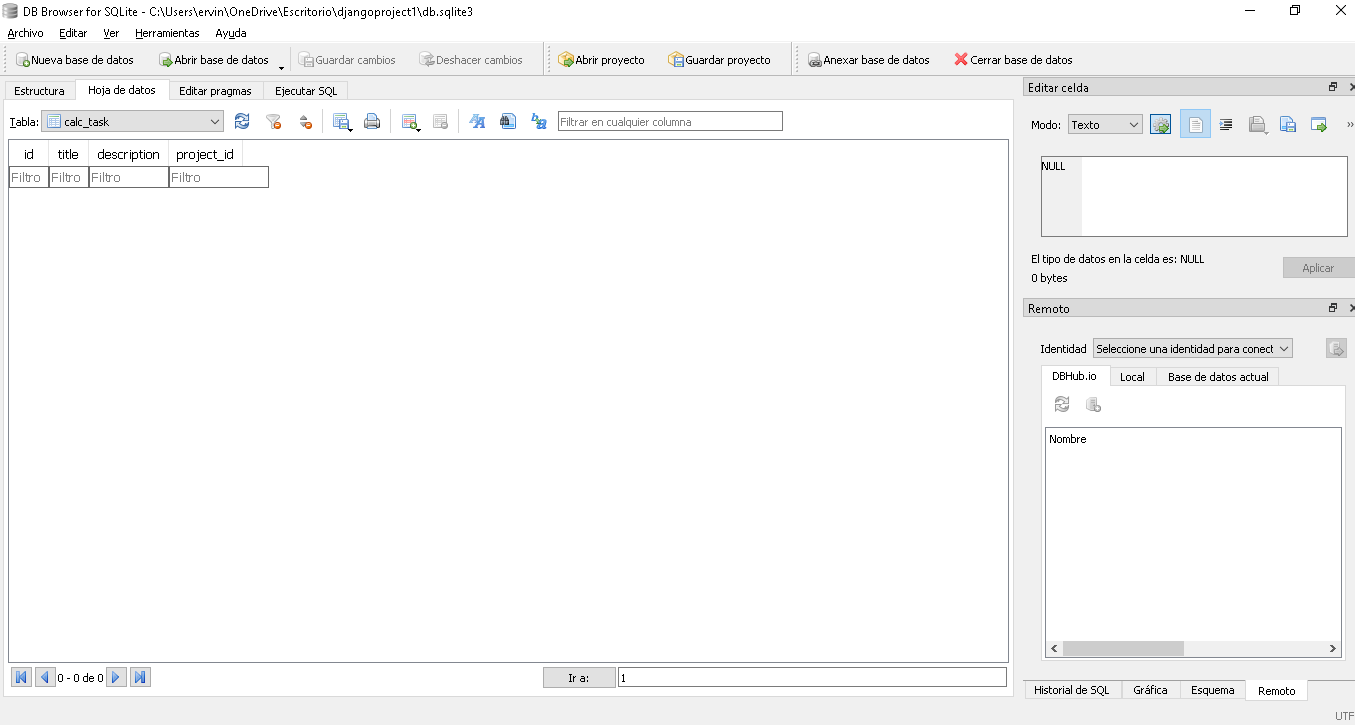 DB Browser for SQLite - C:\Users\ervin\OneDrive\Escritorio\djangoproject1\db.sqlite3
Archivo Editar Ver Herramientas Ayuda
Nueva base de datos Abrir base de datos Guardar cambios Deshacer cambios Abrir proyecto Guardar proyecto Anexar base de datos Cerrar base de datos
Estructura Hoja de datos Editar pragmas Ejecutar SQL
Tabla: calc_task Filtrar en cualquier columna
id title description project_id
Filtro Filtro Filtro Filtro
0 - 0 de 0 Ir a: 1
Editar celda
Modo: Texto
NULL
El tipo de datos en la celda es: NULL
0 bytes
Aplicar
Remoto
Identidad Seleccione una identidad para conect
DBHub.io Local Base de datos actual
Nombre
Historial de SQL Gráfica Esquema Remoto
UTF